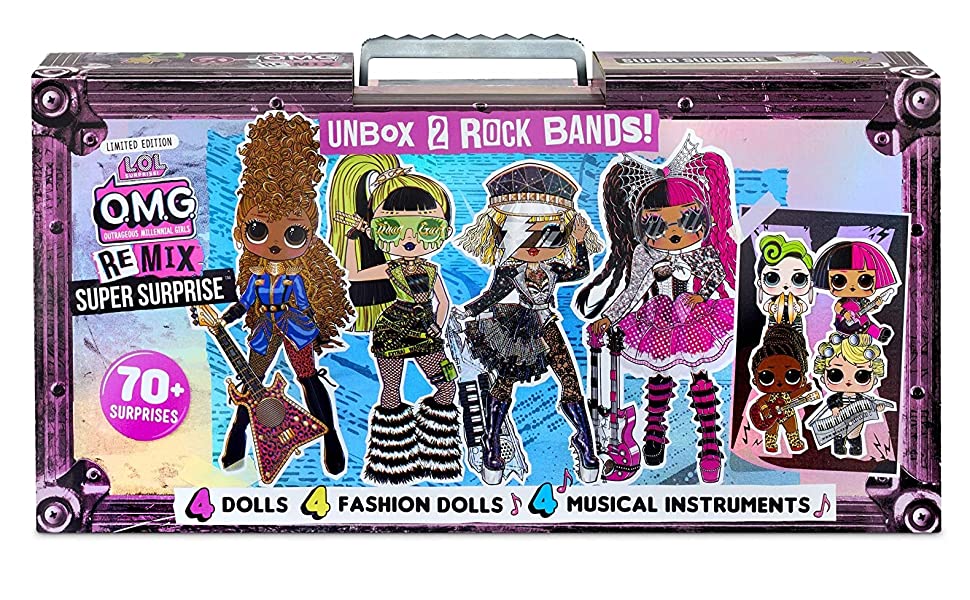 SUPER SURPRISE
UNBOX 2 ROCK BANDS!
LIMITED EDITION
L.O.L.
SURPRISE!
O.M.G.
OUTRAGEOUS MILLENNIAL GIRLS
REMIX
SUPER SURPRISE™
70+
SURPRISES
4 DOLLS 4 FASHION DOLLS 4 MUSICAL INSTRUMENTS